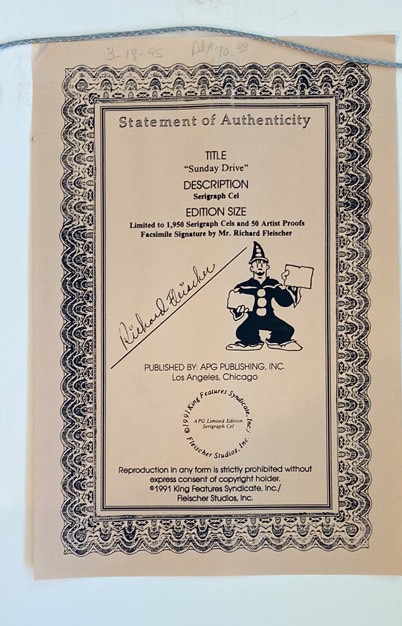 3-18-95
Statement of Authenticity
TITLE
"Sunday Drive"
DESCRIPTION
Serigraph Cel
EDITION SIZE
Limited to 1,950 Serigraph Cels and 50 Artist Proofs
Facsimile Signature by Mr. Richard Fleischer
Richard Fleischer
PUBLISHED BY: APG PUBLISHING, INC.
Los Angeles, Chicago
©1991 King Features Syndicate, Inc./
Fleischer Studios, Inc.
APG Limited Edition
Serigraph Cel
Reproduction in any form is strictly prohibited without
express consent of copyright holder.
©1991 King Features Syndicate, Inc./
Fleischer Studios, Inc.